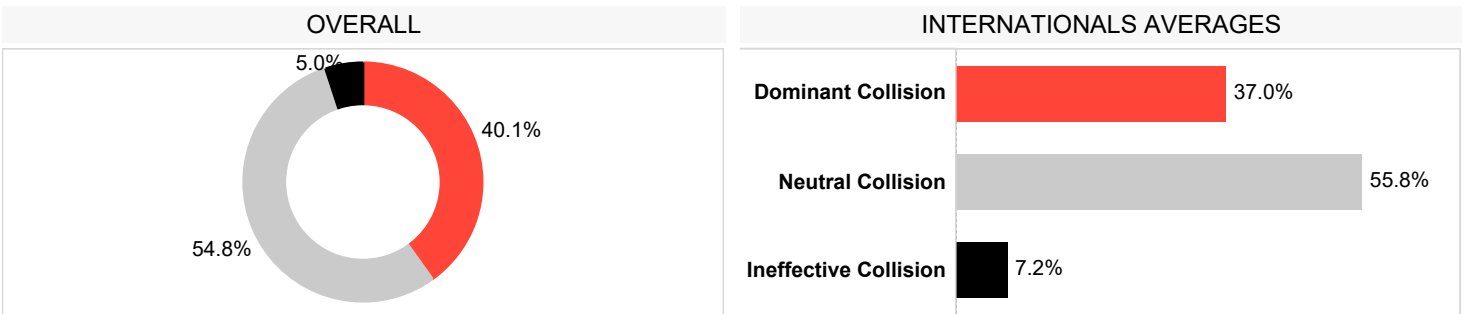 OVERALL
5.0%
40.1%
54.8%
INTERNATIONALS AVERAGES
Dominant Collision 37.0%
Neutral Collision 55.8%
Ineffective Collision 7.2%